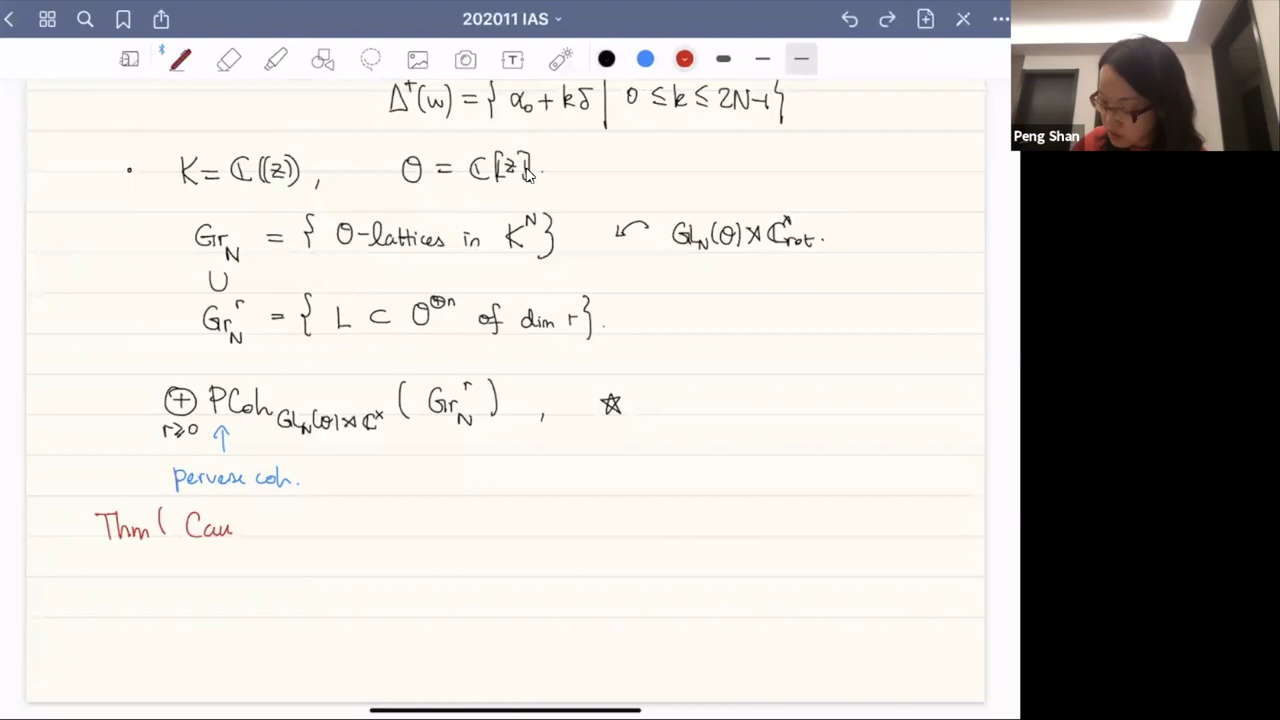 202011 IAS
Peng Shan
Δ⁺(w) = { α₀ + kδ | 0 ≤ k ≤ 2N-1 }
· K = ℂ((z)), O = ℂ[[z]].
Gr_N = { O-lattices in K^N } ↶ GL_N(O) ⋊ ℂ^×_rot.
∪
Gr_N^r = { L ⊂ O^{⊕n} of dim r }.
⊕_{r≥0} PCoh_{GL_N(O)⋊ℂ^×} ( Gr_N^r ) , ☆
↑
perverse coh.
Thm ( Cau